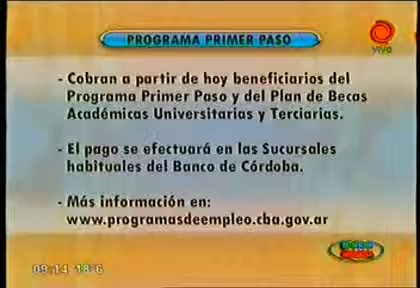 PROGRAMA PRIMER PASO
vivo
- Cobran a partir de hoy beneficiarios del
Programa Primer Paso y del Plan de Becas
Académicas Universitarias y Terciarias.
- El pago se efectuará en las Sucursales
habituales del Banco de Córdoba.
- Más información en:
www.programasdeempleo.cba.gov.ar
09:14 18/6